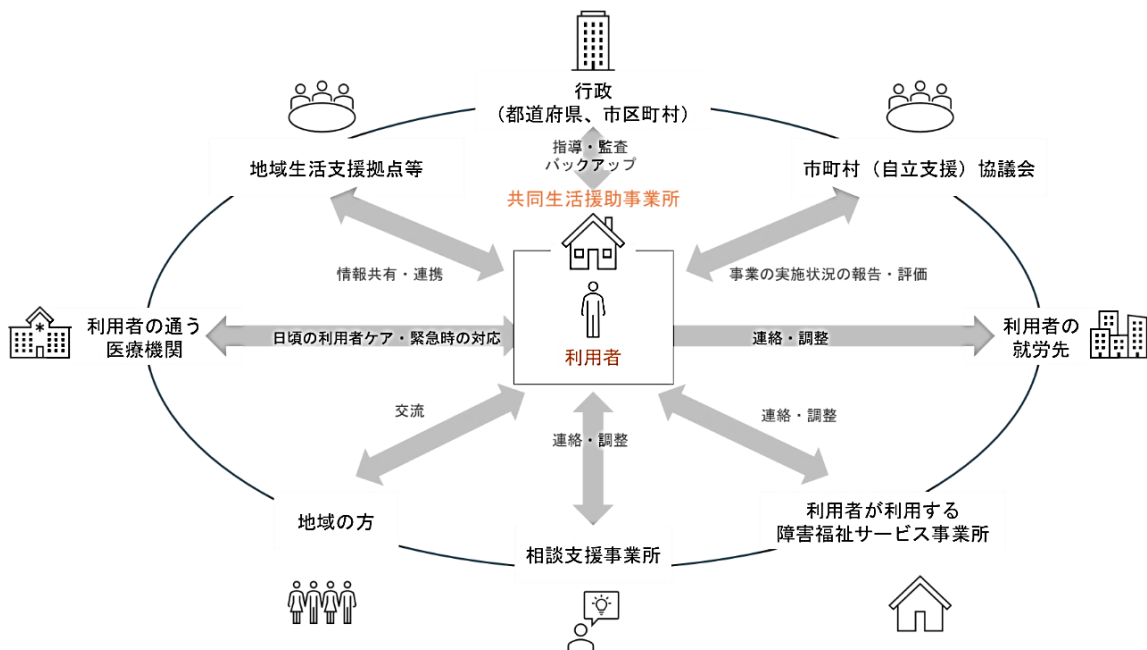 行政
(都道府県、市区町村)
指導・監査
バックアップ
地域生活支援拠点等
市町村(自立支援)協議会
共同生活援助事業所
情報共有・連携
事業の実施状況の報告・評価
利用者の通う
医療機関
日頃の利用者ケア・緊急時の対応
利用者
連絡・調整
利用者の
就労先
交流
連絡・調整
連絡・調整
地域の方
相談支援事業所
利用者が利用する
障害福祉サービス事業所